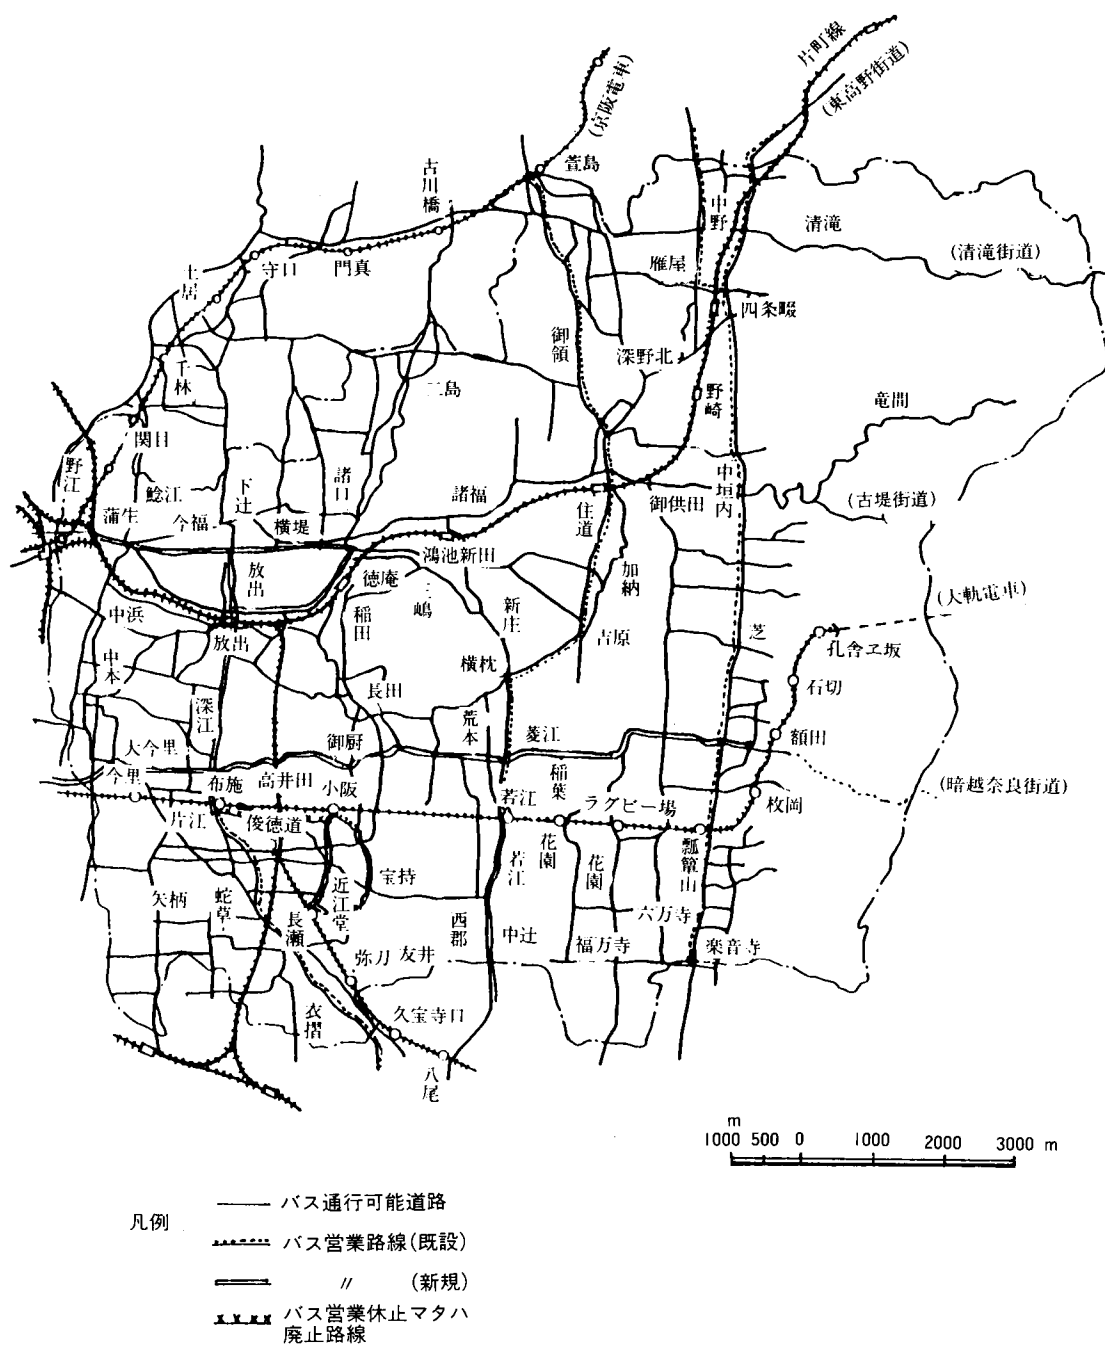 片町線
(東高野街道)
(京阪電車)
萱島
古川橋
中野
清滝
(清滝街道)
雁屋
守口
門真
土居
四条畷
御領
深野北
千林
二島
野崎
竜間
関目
野江
鯰江
下辻
諸口
諸福
中垣内
蒲生
今福
横堤
住道
御供田
(古堤街道)
鴻池新田
放出
徳庵
三嶋
加納
(大軌電車)
中浜
放出
稲田
新庄
吉原
芝
孔舎ヱ坂
中本
横枕
石切
深江
長田
荒本
菱江
額田
大今里
御厨
今里
布施
高井田
小阪
稲葉
(暗越奈良街道)
枚岡
片江
俊徳道
若江
花園
ラグビー場
瓢簞山
若江
花園
宝持
近江堂
矢柄
蛇草
長瀬
西郡
中辻
六万寺
福万寺
楽音寺
弥刀
友井
衣摺
久宝寺口
八尾
m
1000 500 0 1000 2000 3000 m
凡例
バス通行可能道路
バス営業路線(既設)
〃 (新規)
バス営業休止マタハ
廃止路線